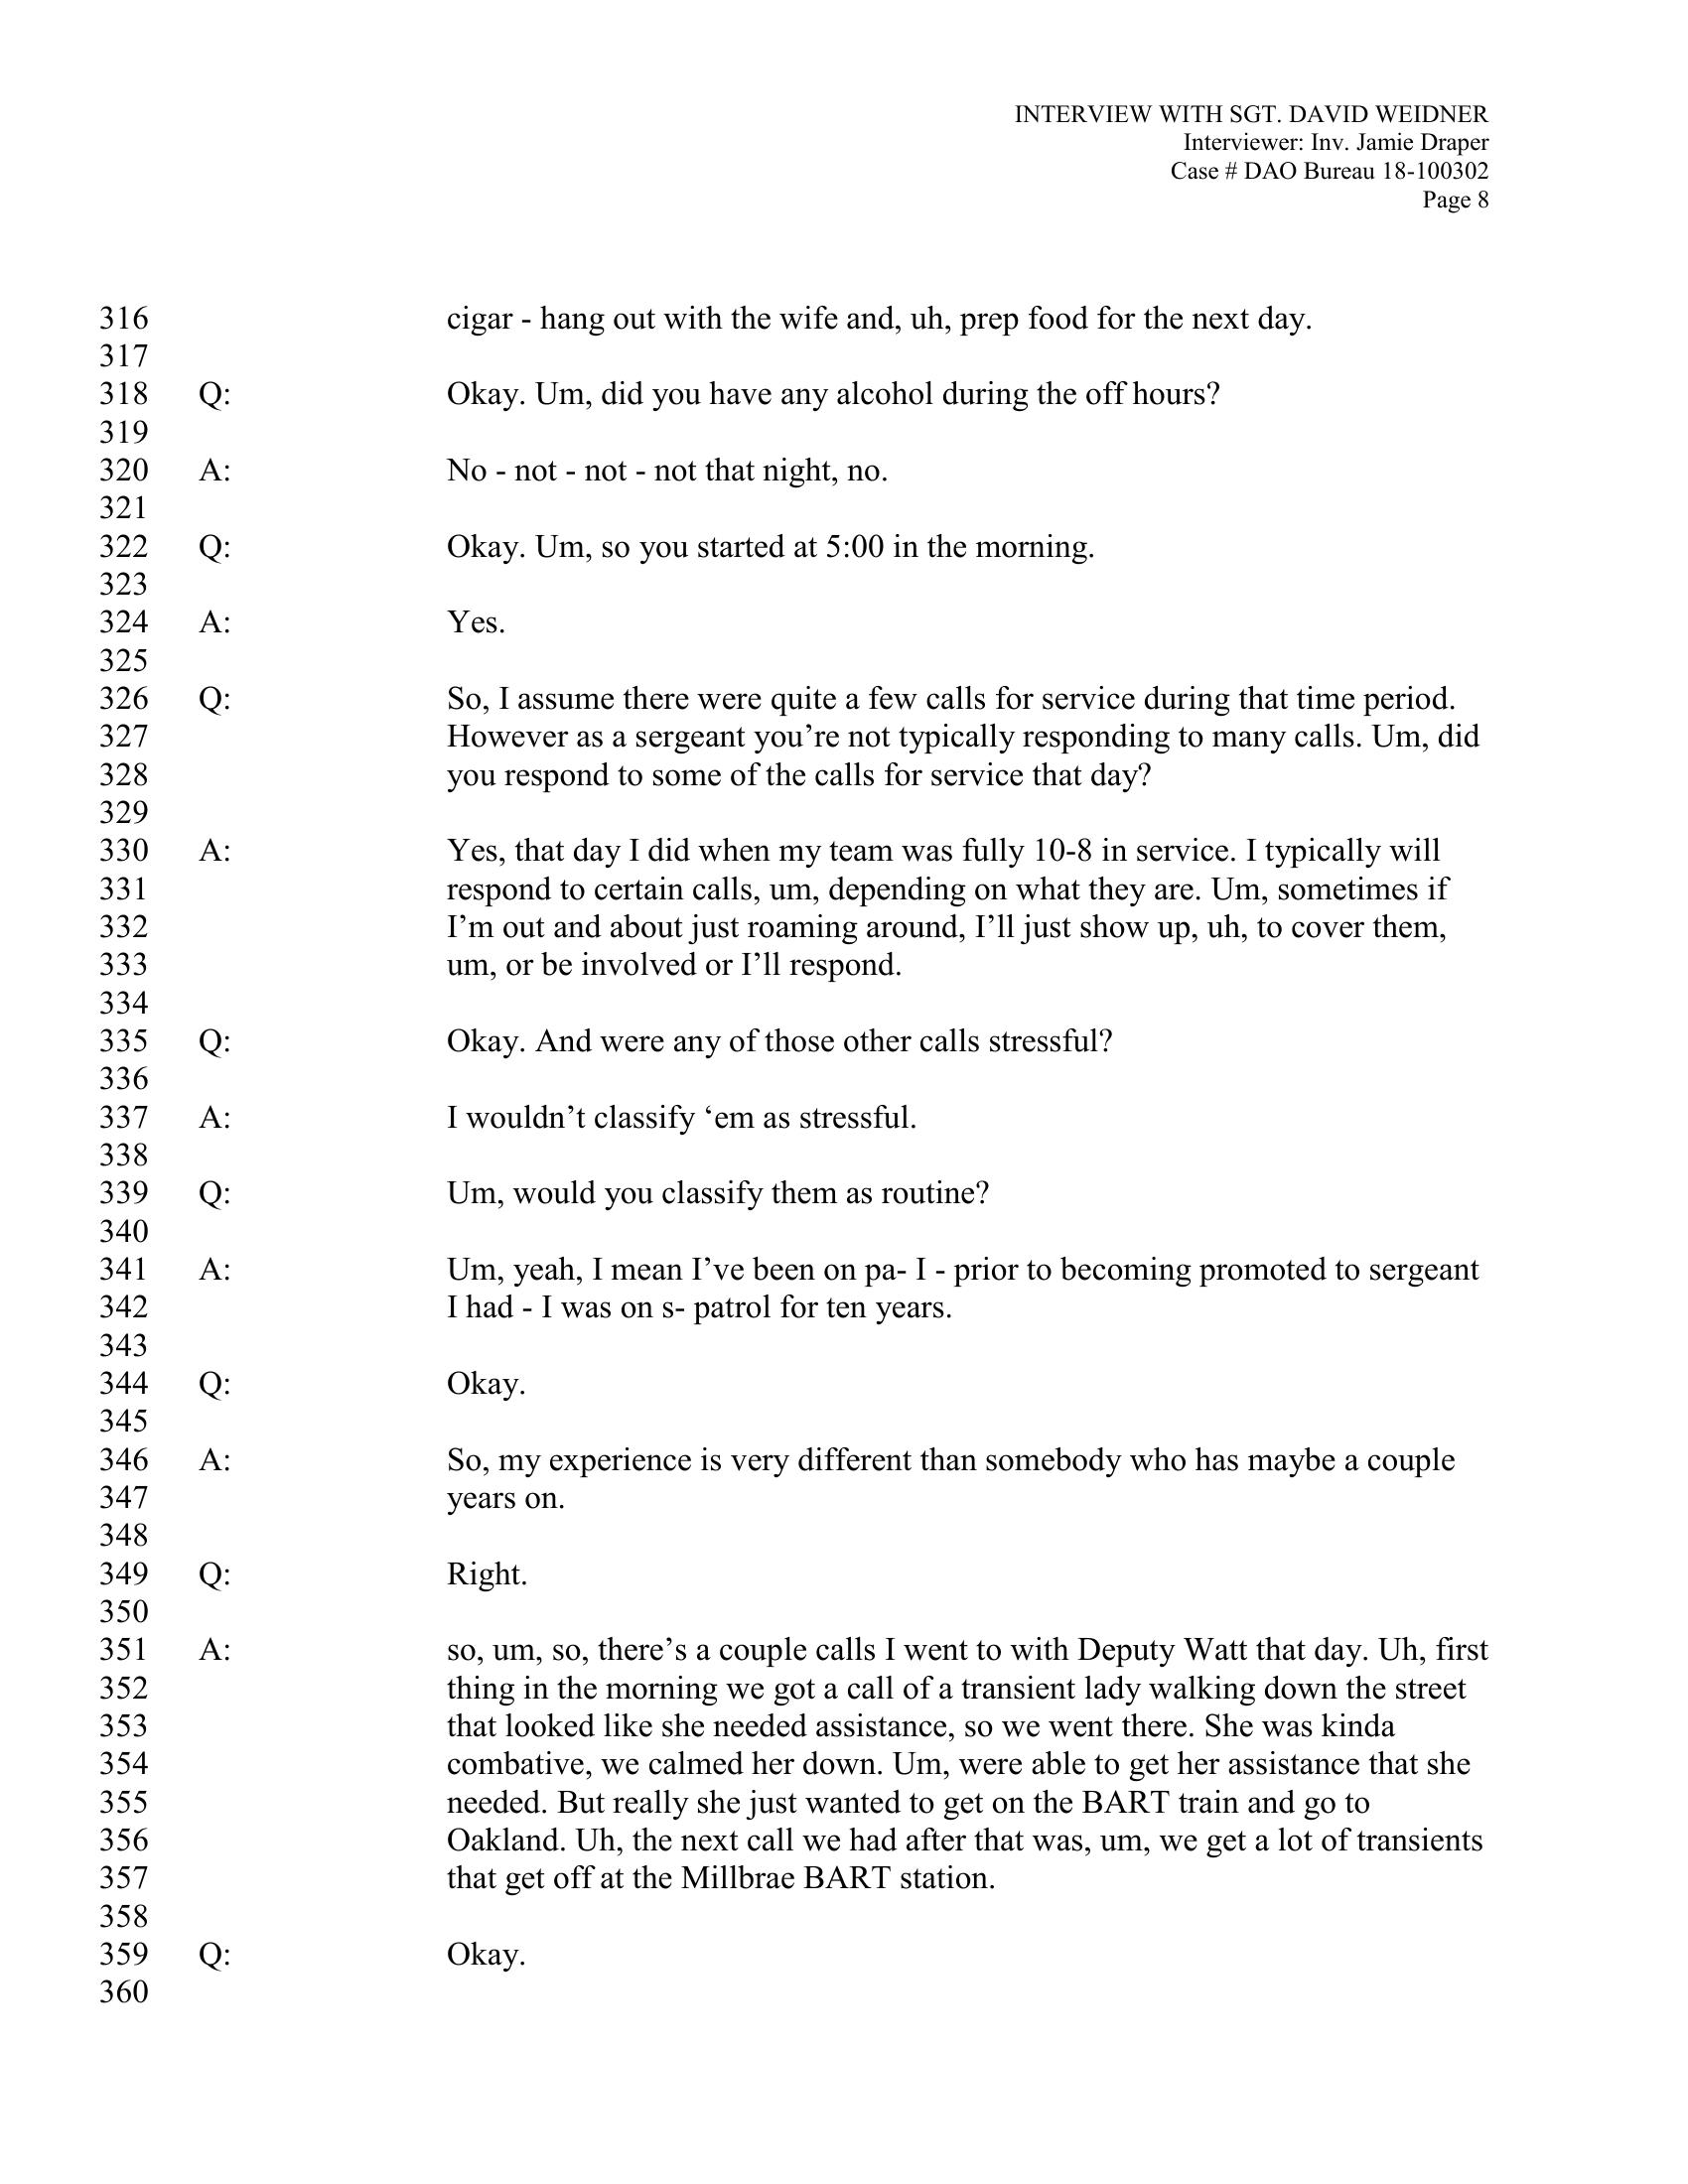 INTERVIEW WITH SGT. DAVID WEIDNER
Interviewer: Inv. Jamie Draper
Case # DAO Bureau 18-100302
Page 8
316 cigar - hang out with the wife and, uh, prep food for the next day.
317
318 Q: Okay. Um, did you have any alcohol during the off hours?
319
320 A: No - not - not - not that night, no.
321
322 Q: Okay. Um, so you started at 5:00 in the morning.
323
324 A: Yes.
325
326 Q: So, I assume there were quite a few calls for service during that time period.
327 However as a sergeant you’re not typically responding to many calls. Um, did
328 you respond to some of the calls for service that day?
329
330 A: Yes, that day I did when my team was fully 10-8 in service. I typically will
331 respond to certain calls, um, depending on what they are. Um, sometimes if
332 I’m out and about just roaming around, I’ll just show up, uh, to cover them,
333 um, or be involved or I’ll respond.
334
335 Q: Okay. And were any of those other calls stressful?
336
337 A: I wouldn’t classify ‘em as stressful.
338
339 Q: Um, would you classify them as routine?
340
341 A: Um, yeah, I mean I’ve been on pa- I - prior to becoming promoted to sergeant
342 I had - I was on s- patrol for ten years.
343
344 Q: Okay.
345
346 A: So, my experience is very different than somebody who has maybe a couple
347 years on.
348
349 Q: Right.
350
351 A: so, um, so, there’s a couple calls I went to with Deputy Watt that day. Uh, first
352 thing in the morning we got a call of a transient lady walking down the street
353 that looked like she needed assistance, so we went there. She was kinda
354 combative, we calmed her down. Um, were able to get her assistance that she
355 needed. But really she just wanted to get on the BART train and go to
356 Oakland. Uh, the next call we had after that was, um, we get a lot of transients
357 that get off at the Millbrae BART station.
358
359 Q: Okay.
360